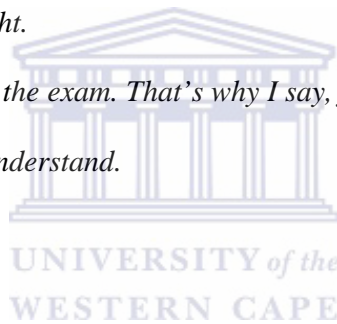 ht.
the exam. That's why I say,
nderstand.
UNIVERSITY of the
WESTERN CAPE